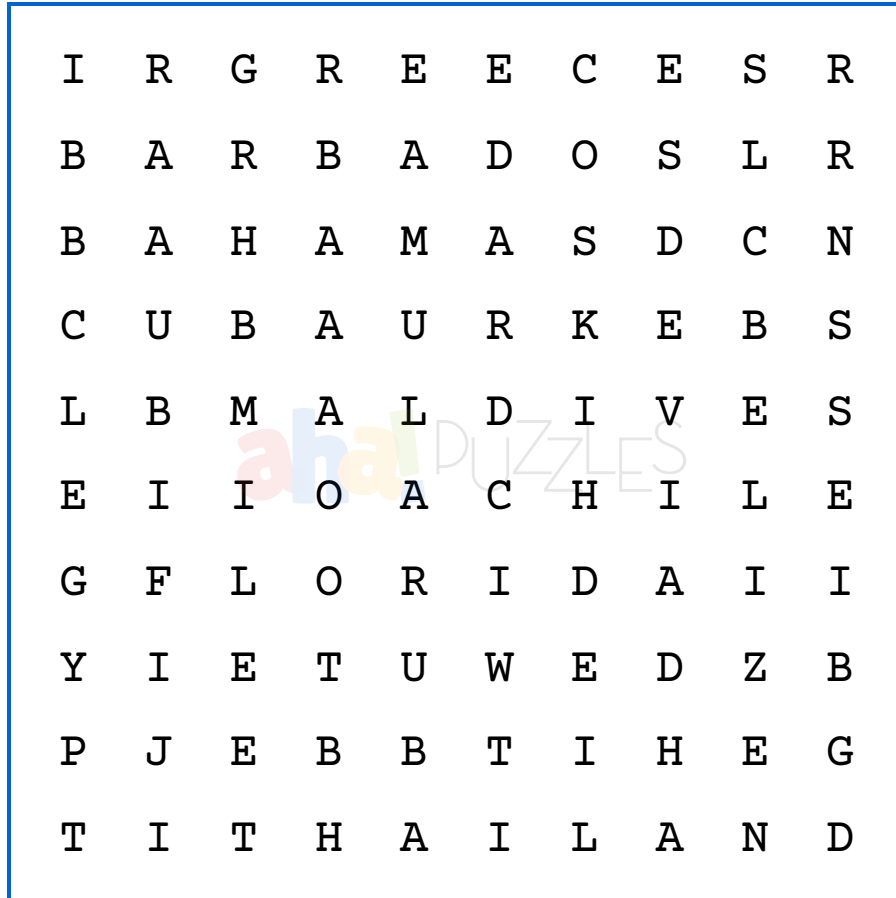 I R G R E E C E S R
B A R B A D O S L R
B A H A M A S D C N
C U B A U R K E B S
L B M A L D I V E S
aha! PUZZLES
E I I O A C H I L E
G F L O R I D A I I
Y I E T U W E D Z B
P J E B B T I H E G
T I T H A I L A N D